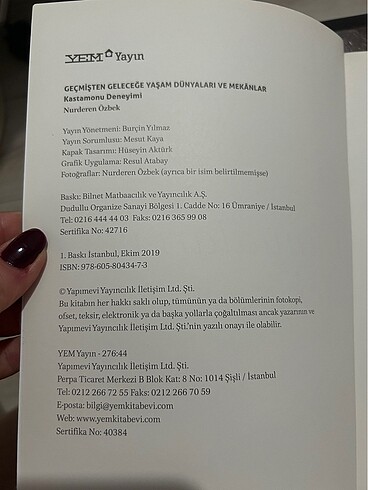 YEM Yayın
GEÇMİŞTEN GELECEĞE YAŞAM DÜNYALARI VE MEKÂNLAR
Kastamonu Deneyimi
Nurderen Özbek
Yayın Yönetmeni: Burçin Yılmaz
Yayın Sorumlusu: Mesut Kaya
Kapak Tasarımı: Hüseyin Aktürk
Grafik Uygulama: Resul Atabay
Fotoğraflar: Nurderen Özbek (ayrıca bir isim belirtilmemişse)
Baskı: Bilnet Matbaacılık ve Yayıncılık A.Ş.
Dudullu Organize Sanayi Bölgesi 1. Cadde No: 16 Ümraniye / İstanbul
Tel: 0216 444 44 03 Faks: 0216 365 99 08
Sertifika No: 42716
1. Baskı İstanbul, Ekim 2019
ISBN: 978-605-80434-7-3
© Yapımevi Yayıncılık İletişim Ltd. Şti.
Bu kitabın her hakkı saklı olup, tümünün ya da bölümlerinin fotokopi,
ofset, teksir, elektronik ya da başka yollarla çoğaltılması ancak yazarının ve
Yapımevi Yayıncılık İletişim Ltd. Şti.'nin yazılı onayı ile olabilir.
YEM Yayın - 276:44
Yapımevi Yayıncılık İletişim Ltd. Şti.
Perpa Ticaret Merkezi B Blok Kat: 8 No: 1014 Şişli / İstanbul
Tel: 0212 266 72 55 Faks: 0212 266 70 59
E-posta: bilgi@yemkitabevi.com
Web: www.yemkitabevi.com
Sertifika No: 40384